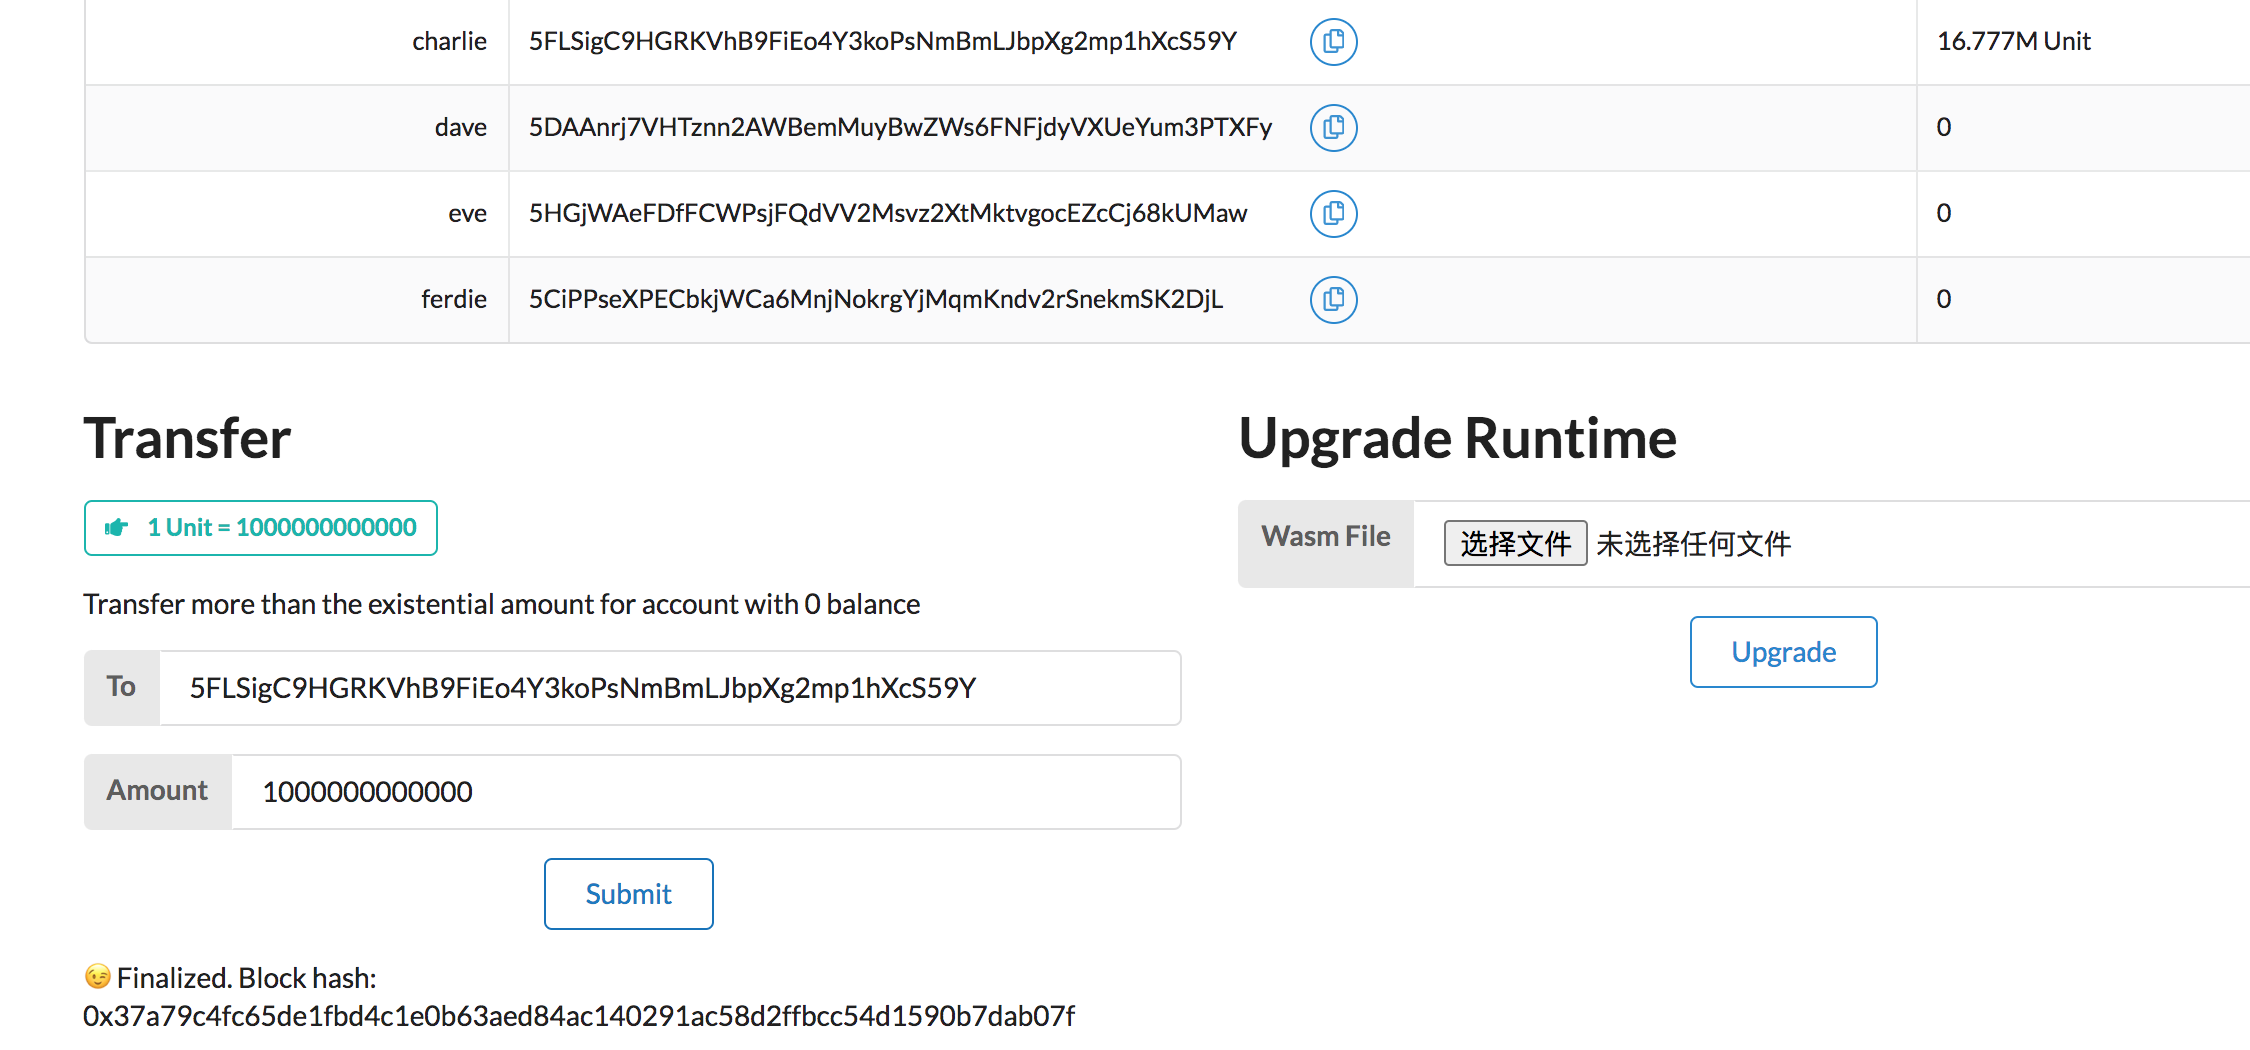 charlie 5FLSigC9HGRKVhB9FiEo4Y3koPsNmBmLJbpXg2mp1hXcS59Y 16.777M Unit
dave 5DAAnrj7VHTznn2AWBemMuyBwZWs6FNFjdyVXUeYum3PTXFy 0
eve 5HGjWAeFDfFCWPsjFQdVV2Msvz2XtMktvgocEZcCj68kUMaw 0
ferdie 5CiPPseXPECbkjWCa6MnjNokrgYjMqmKndv2rSnekmSK2DjL 0
Transfer
1 Unit = 1000000000000
Transfer more than the existential amount for account with 0 balance
To 5FLSigC9HGRKVhB9FiEo4Y3koPsNmBmLJbpXg2mp1hXcS59Y
Amount 1000000000000
Submit
😉 Finalized. Block hash:
0x37a79c4fc65de1fbd4c1e0b63aed84ac140291ac58d2ffbcc54d1590b7dab07f
Upgrade Runtime
Wasm File 选择文件 未选择任何文件
Upgrade